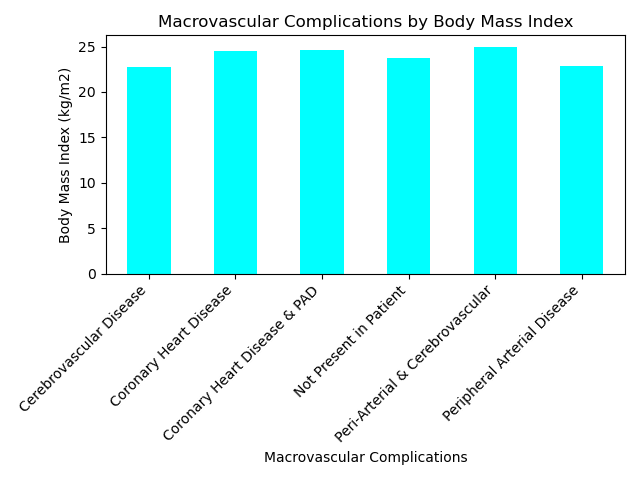 Macrovascular Complications by Body Mass Index
Body Mass Index (kg/m2)
25
20
15
10
5
0
Cerebrovascular Disease
Coronary Heart Disease
Coronary Heart Disease & PAD
Not Present in Patient
Peri-Arterial & Cerebrovascular
Peripheral Arterial Disease
Macrovascular Complications